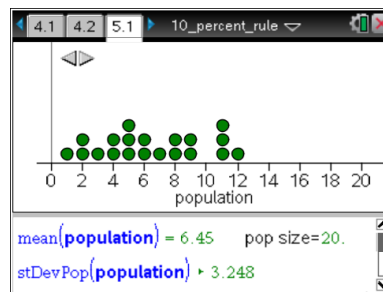 4.1 4.2 5.1 10_percent_rule
0 2 4 6 8 10 12 14 16 18 20
population
mean(population) = 6.45 pop size=20.
stDevPop(population) ▸ 3.248